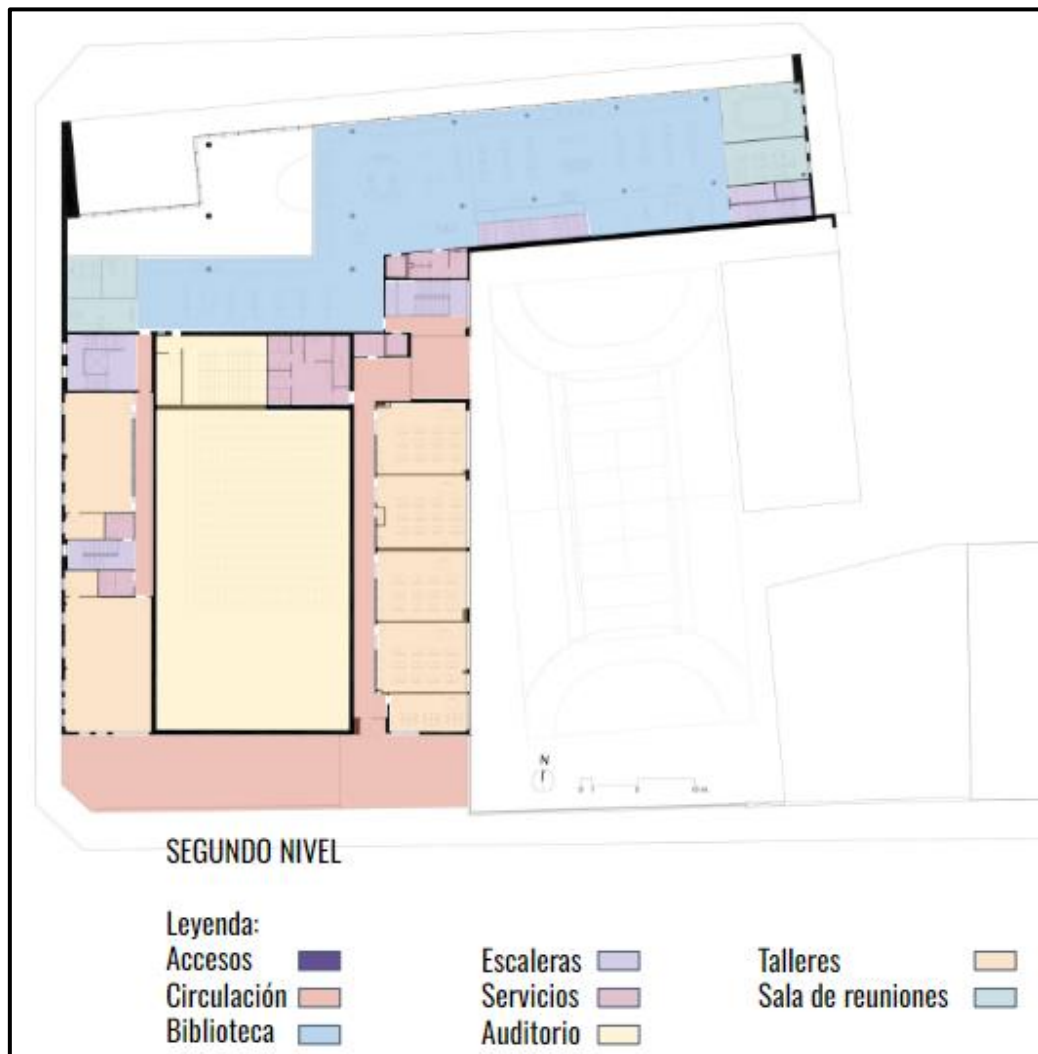 N
SEGUNDO NIVEL
Leyenda:
Accesos
Circulación
Biblioteca
Escaleras
Servicios
Auditorio
Talleres
Sala de reuniones